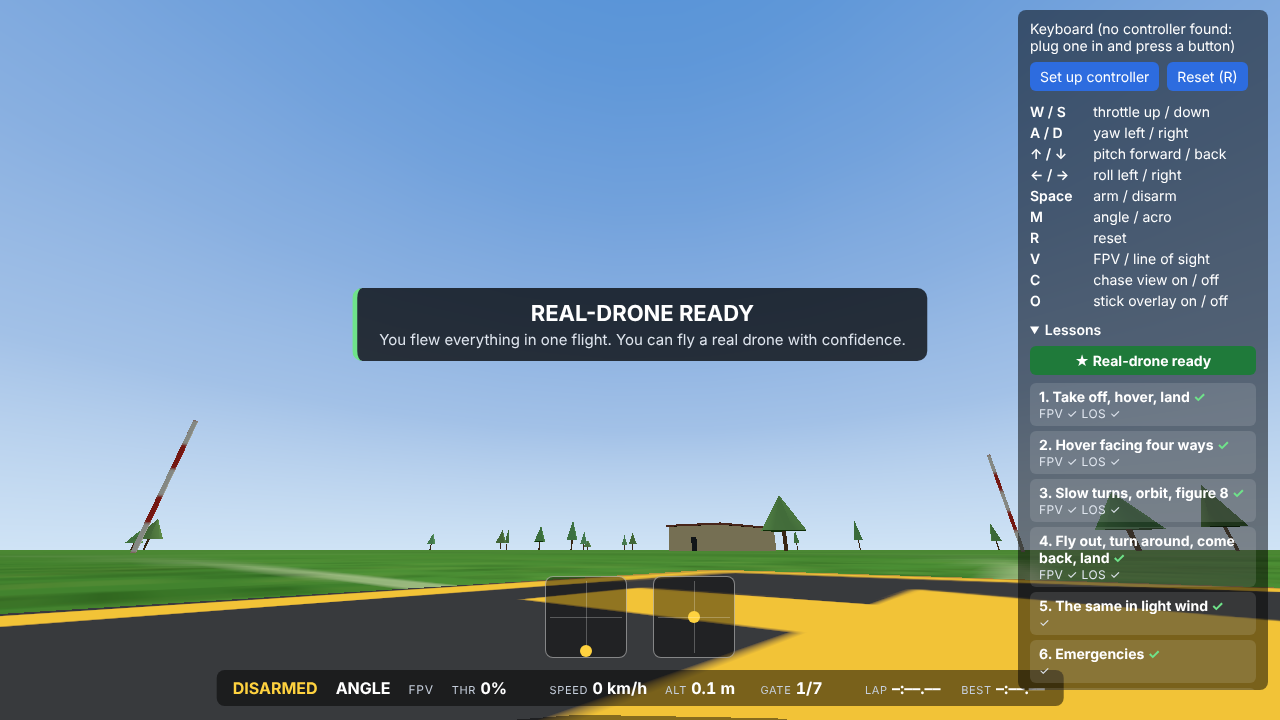 Keyboard (no controller found:
plug one in and press a button)
Set up controller
Reset (R)
W / S throttle up / down
A / D yaw left / right
↑ / ↓ pitch forward / back
← / → roll left / right
Space arm / disarm
M angle / acro
R reset
V FPV / line of sight
C chase view on / off
O stick overlay on / off
▼ Lessons
★ Real-drone ready
1. Take off, hover, land ✓
FPV ✓ LOS ✓
2. Hover facing four ways ✓
FPV ✓ LOS ✓
3. Slow turns, orbit, figure 8 ✓
FPV ✓ LOS ✓
4. Fly out, turn around, come
back, land ✓
FPV ✓ LOS ✓
5. The same in light wind ✓
✓
6. Emergencies ✓
✓
REAL-DRONE READY
You flew everything in one flight. You can fly a real drone with confidence.
DISARMED ANGLE FPV THR 0% SPEED 0 km/h ALT 0.1 m GATE 1/7 LAP –:––.–– BEST –:––.––